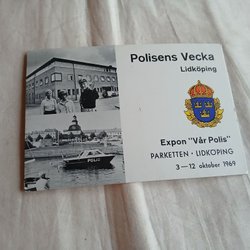 Polisens Vecka
Lidköping
Expon "Vår Polis"
PARKETTEN · LIDKÖPING
3—12 oktober 1969
POLIS